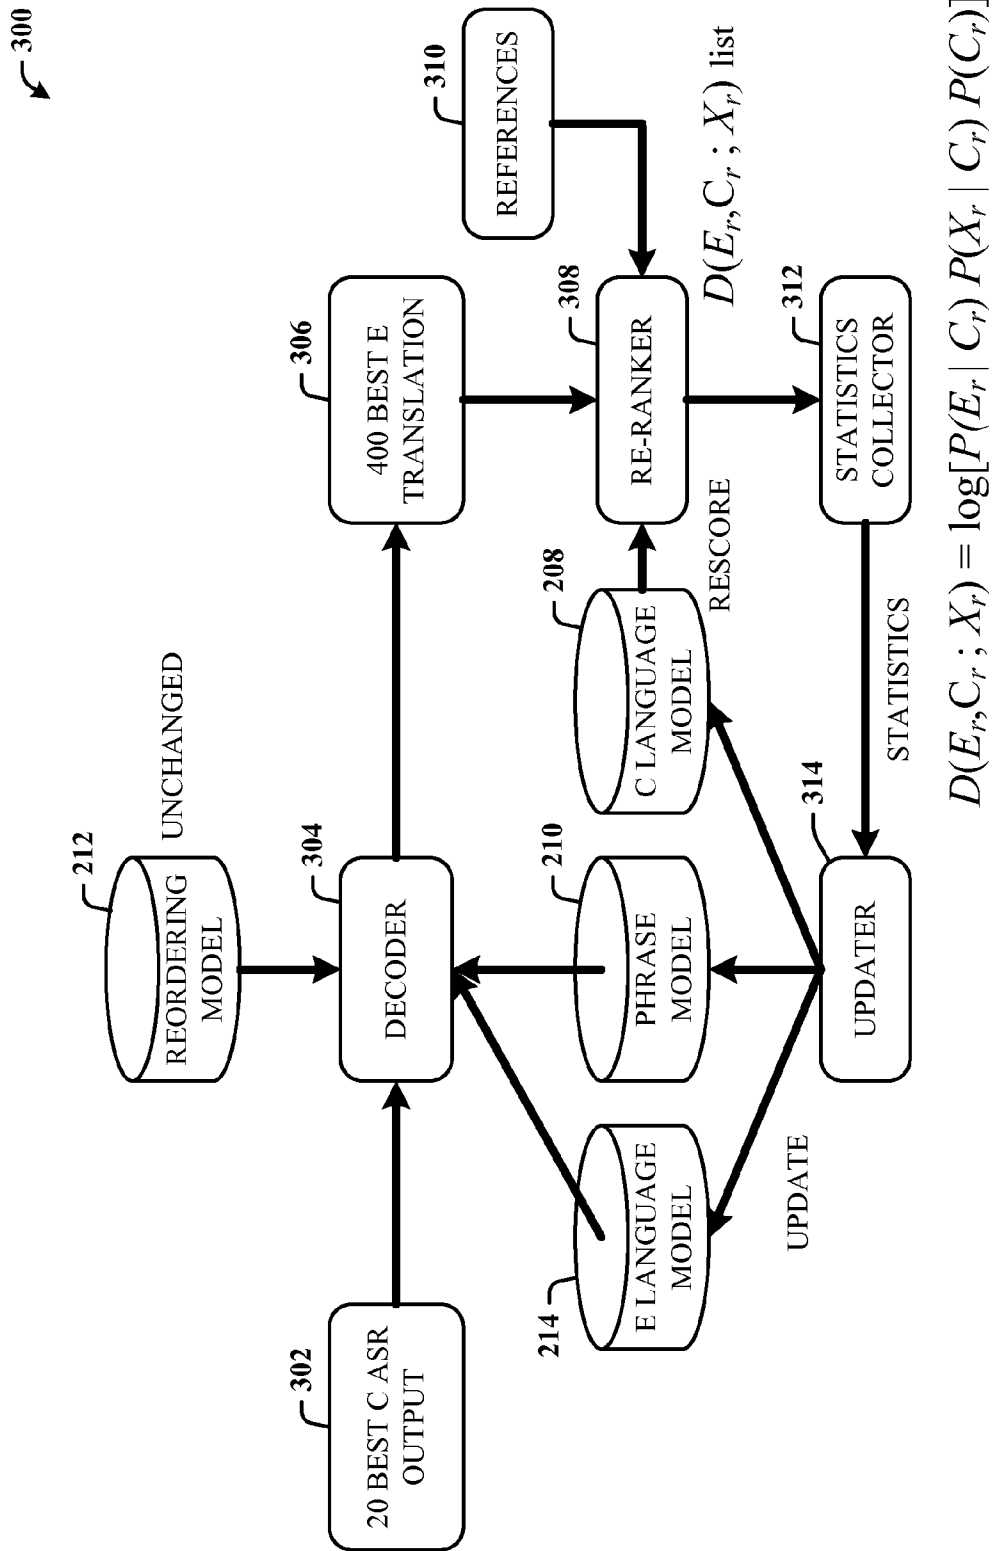 300
212
REORDERING
MODEL
UNCHANGED
302
20 BEST C ASR
OUTPUT
304
DECODER
306
400 BEST E
TRANSLATION
310
REFERENCES
214
E LANGUAGE
MODEL
210
PHRASE
MODEL
208
C LANGUAGE
MODEL
RESCORE
308
RE-RANKER
D(E_r,C_r ; X_r) list
UPDATE
314
UPDATER
STATISTICS
312
STATISTICS
COLLECTOR
D(E_r,C_r ; X_r) = log[P(E_r | C_r) P(X_r | C_r) P(C_r)]